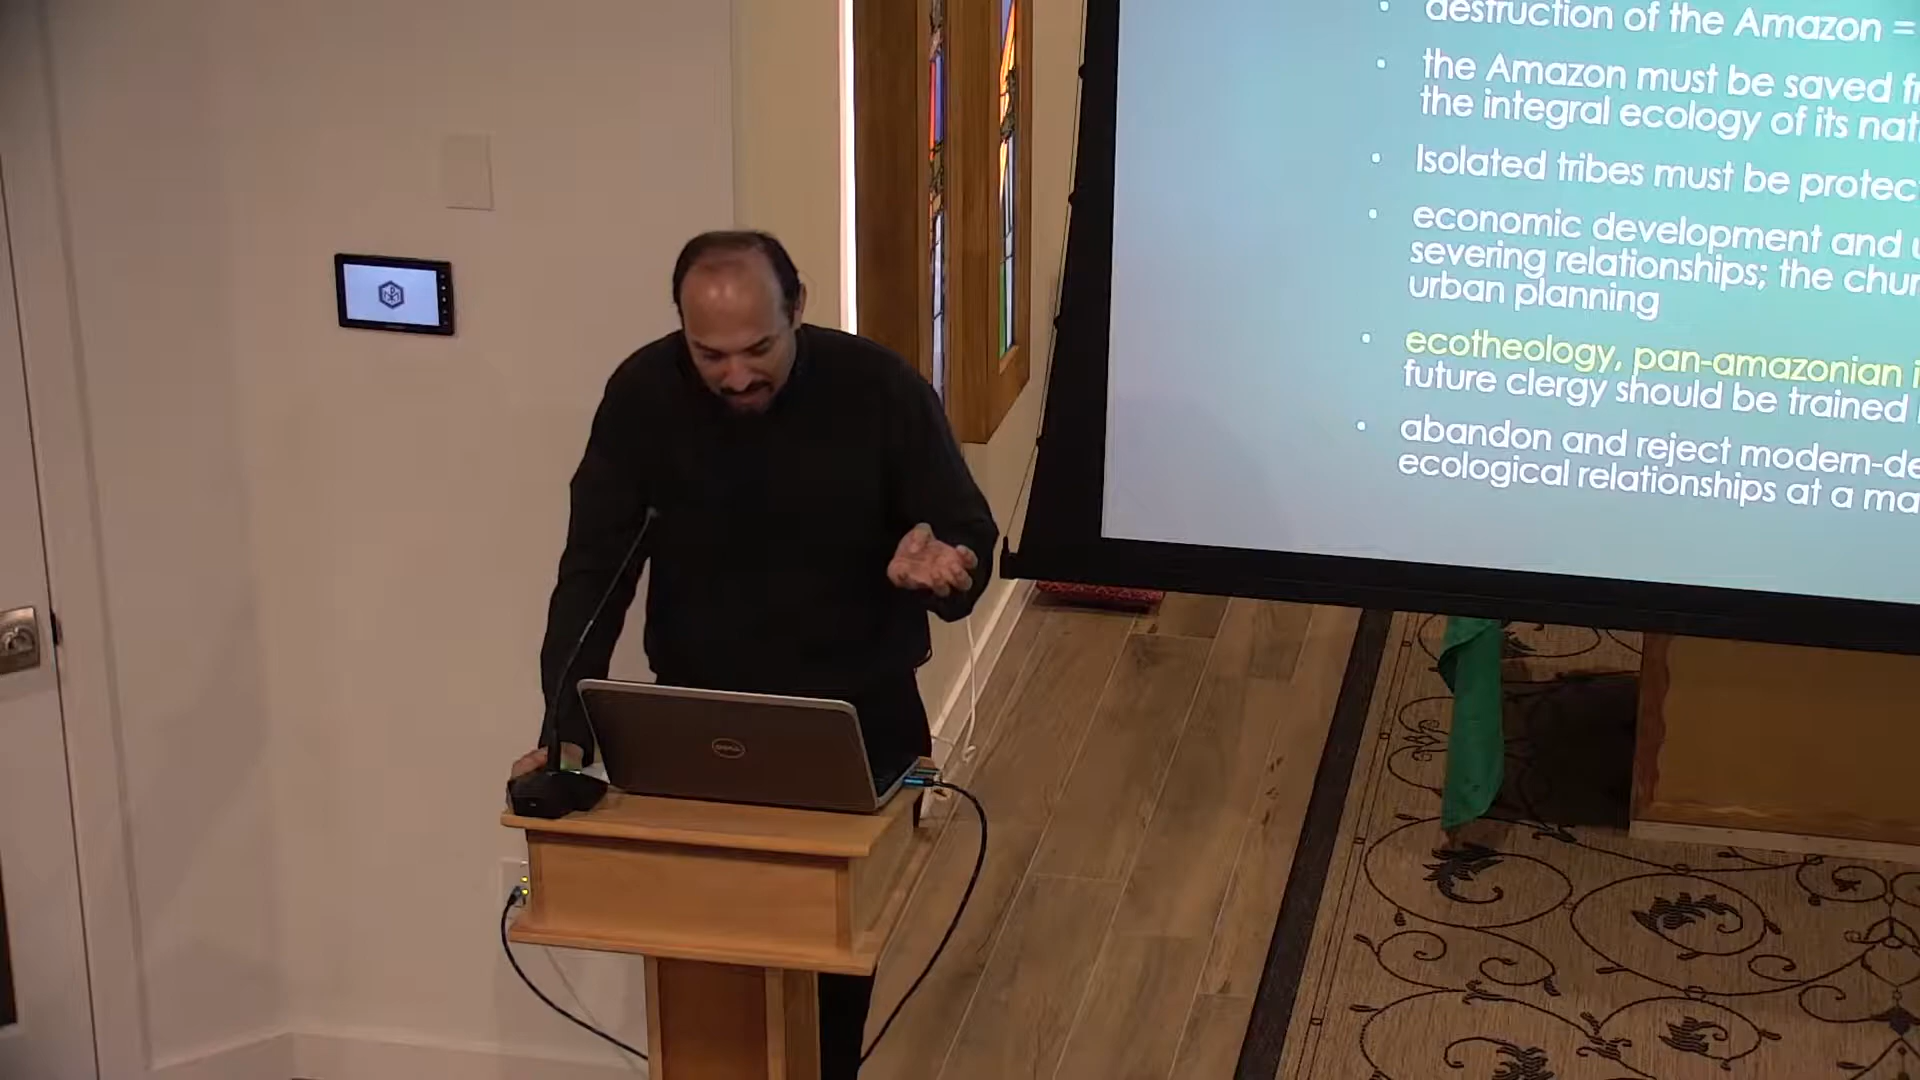 • destruction of the Amazon =
• the Amazon must be saved
the integral ecology of its
• Isolated tribes must be
• economic development and
severing relationships; the
urban planning
• ecotheology, pan-amazonian
future clergy should be trained
• abandon and reject
ecological relationships at a
DELL